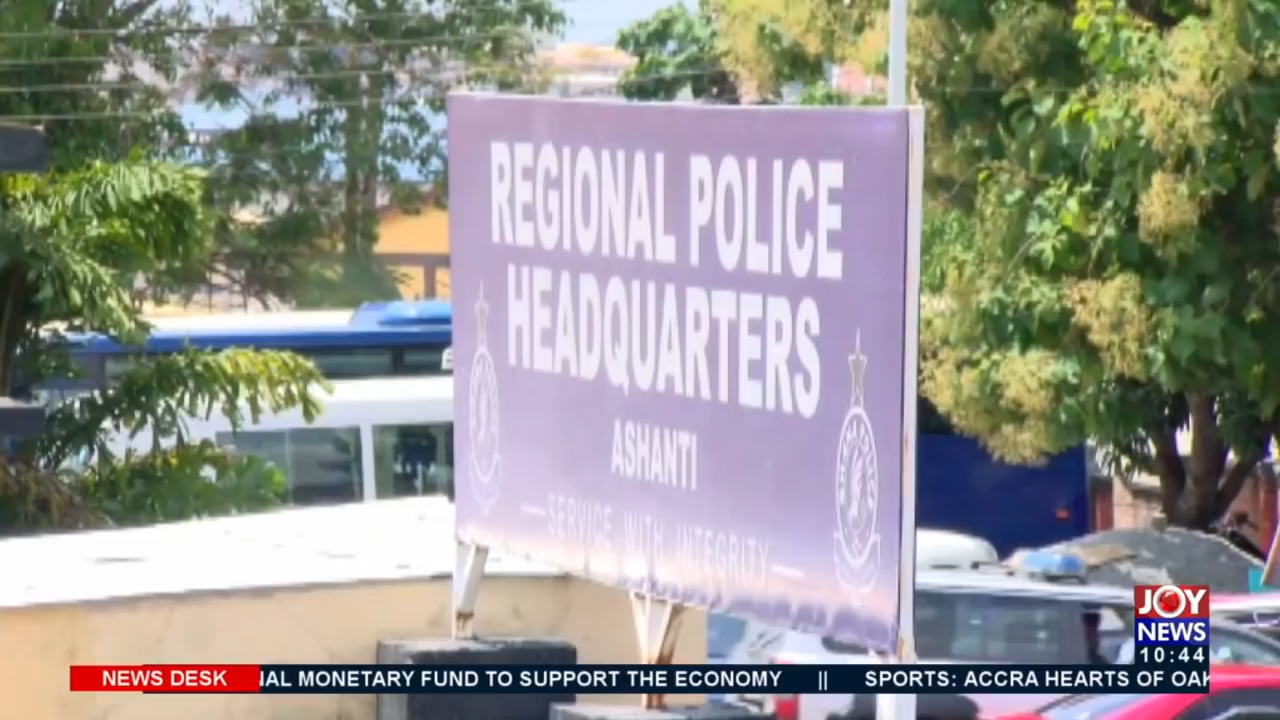 REGIONAL POLICE
HEADQUARTERS
ASHANTI
SERVICE WITH INTEGRITY
JOY
NEWS
10:44
NEWS DESK
NAL MONETARY FUND TO SUPPORT THE ECONOMY || SPORTS: ACCRA HEARTS OF OAK